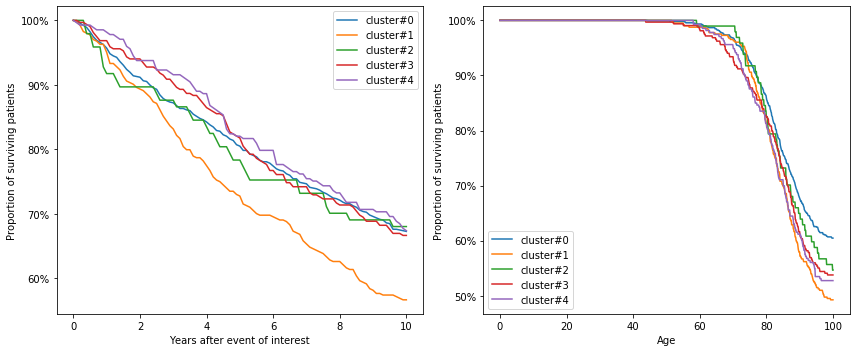 100%
90%
80%
70%
60%
Proportion of surviving patients
0
2
4
6
8
10
Years after event of interest
cluster#0
cluster#1
cluster#2
cluster#3
cluster#4
100%
90%
80%
70%
60%
50%
Proportion of surviving patients
0
20
40
60
80
100
Age
cluster#0
cluster#1
cluster#2
cluster#3
cluster#4